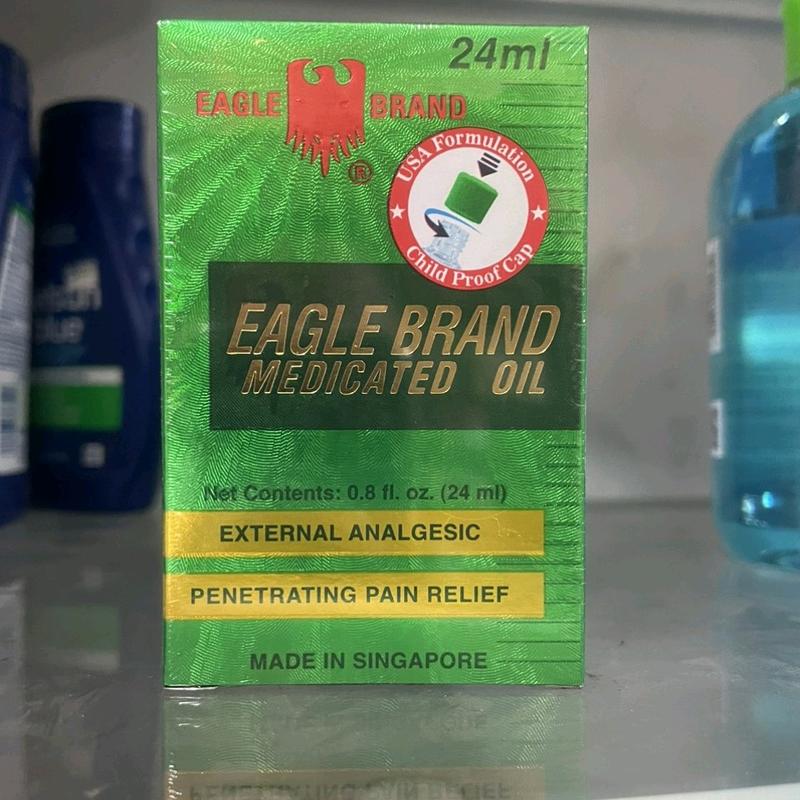 24ml
EAGLE BRAND
®
USA Formulation
Child Proof Cap
EAGLE BRAND
MEDICATED OIL
Net Contents: 0.8 fl. oz. (24 ml)
EXTERNAL ANALGESIC
PENETRATING PAIN RELIEF
MADE IN SINGAPORE